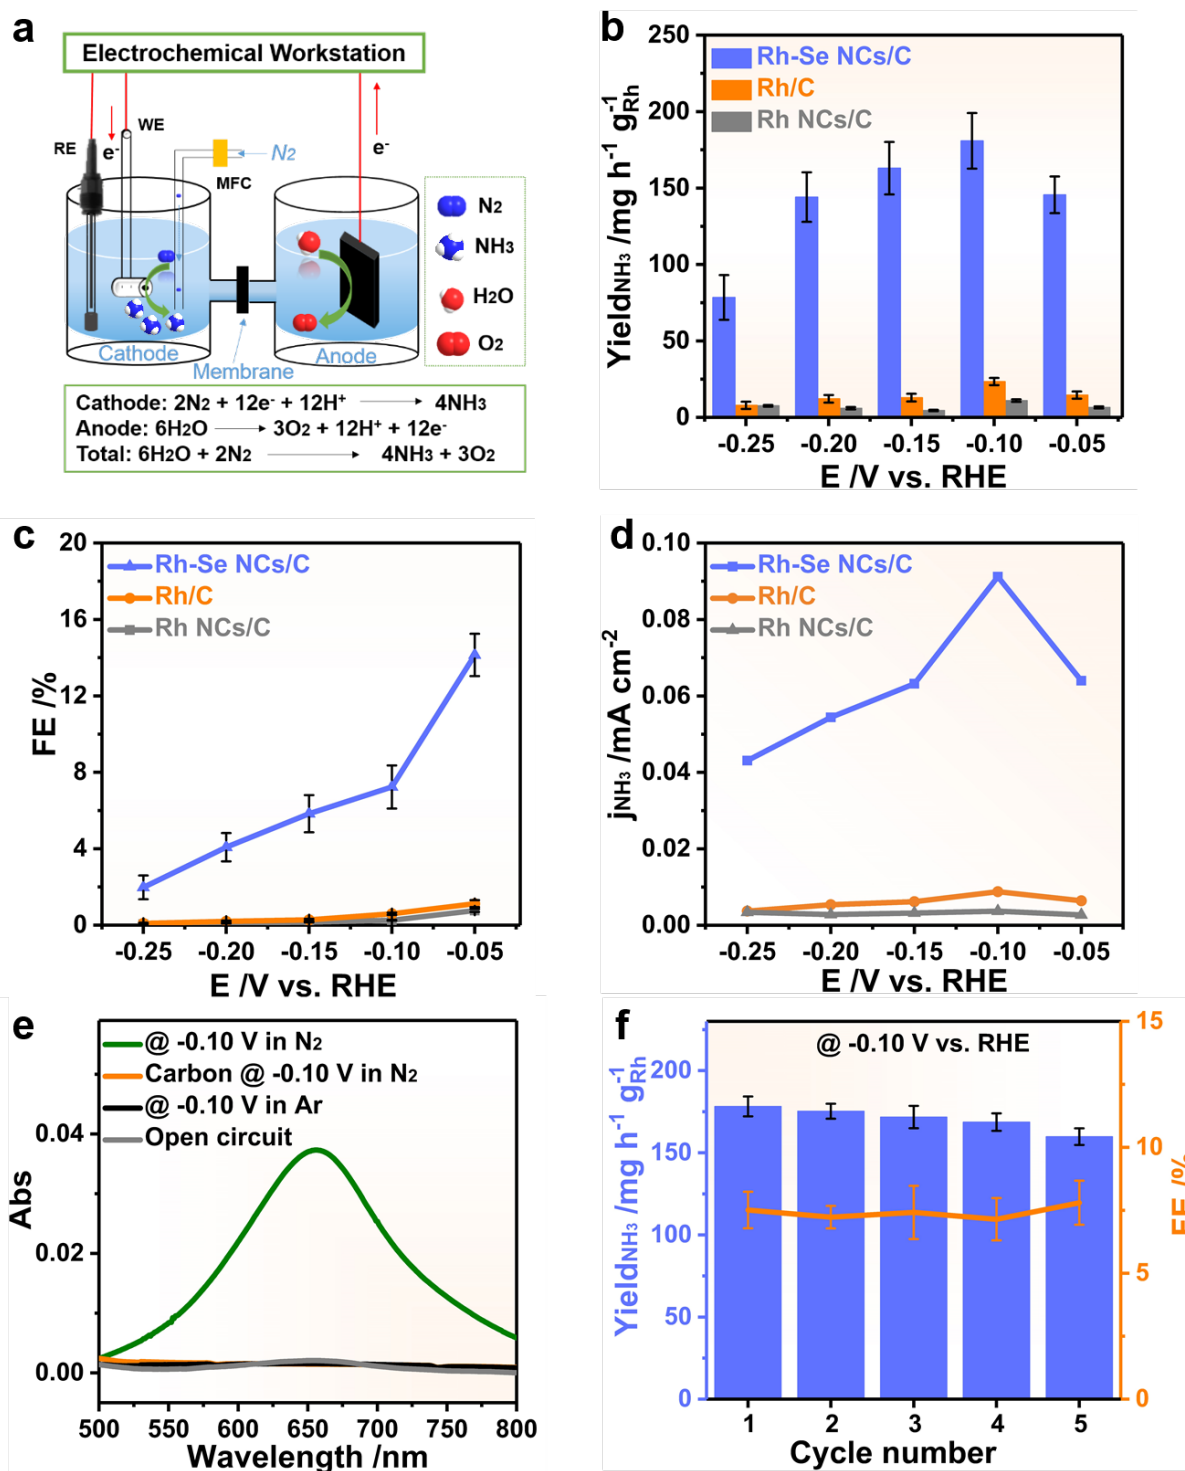 a
Electrochemical Workstation
RE
e-
WE
N2
MFC
e-
N2
NH3
H2O
O2
Cathode
Membrane
Anode
Cathode: 2N2 + 12e- + 12H+ → 4NH3
Anode: 6H2O → 3O2 + 12H+ + 12e-
Total: 6H2O + 2N2 → 4NH3 + 3O2
b
Rh-Se NCs/C
Rh/C
Rh NCs/C
YieldNH3 /mg h-1 g-1Rh
250
200
150
100
50
0
-0.25 -0.20 -0.15 -0.10 -0.05
E /V vs. RHE
c
Rh-Se NCs/C
Rh/C
Rh NCs/C
FE /%
20
16
12
8
4
0
-0.25 -0.20 -0.15 -0.10 -0.05
E /V vs. RHE
d
Rh-Se NCs/C
Rh/C
Rh NCs/C
jNH3 /mA cm-2
0.10
0.08
0.06
0.04
0.02
0.00
-0.25 -0.20 -0.15 -0.10 -0.05
E /V vs. RHE
e
@ -0.10 V in N2
Carbon @ -0.10 V in N2
@ -0.10 V in Ar
Open circuit
Abs
0.04
0.02
0.00
500 550 600 650 700 750 800
Wavelength /nm
f
@ -0.10 V vs. RHE
YieldNH3 /mg h-1 g-1Rh
200
150
100
50
0
15
10
5
0
FE /%
1 2 3 4 5
Cycle number